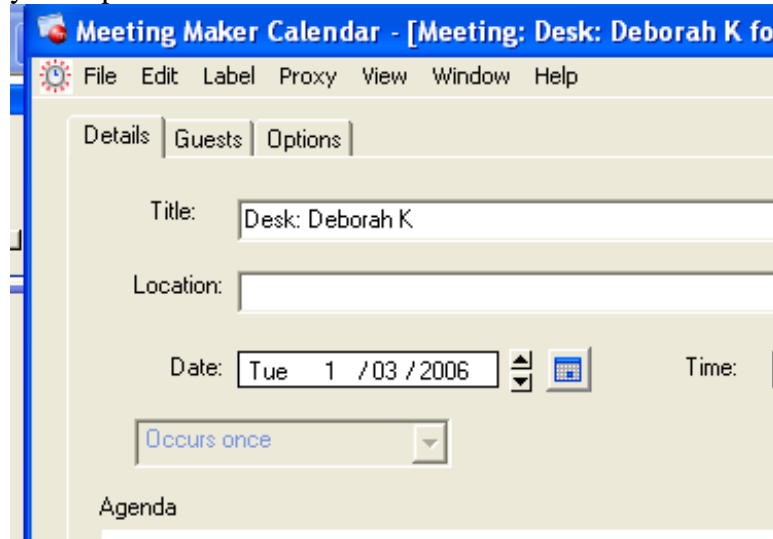 Meeting Maker Calendar - [Meeting: Desk: Deborah K fo
File Edit Label Proxy View Window Help
Details Guests Options
Title: Desk: Deborah K
Location:
Date: Tue 1 / 03 / 2006 Time:
Occurs once
Agenda